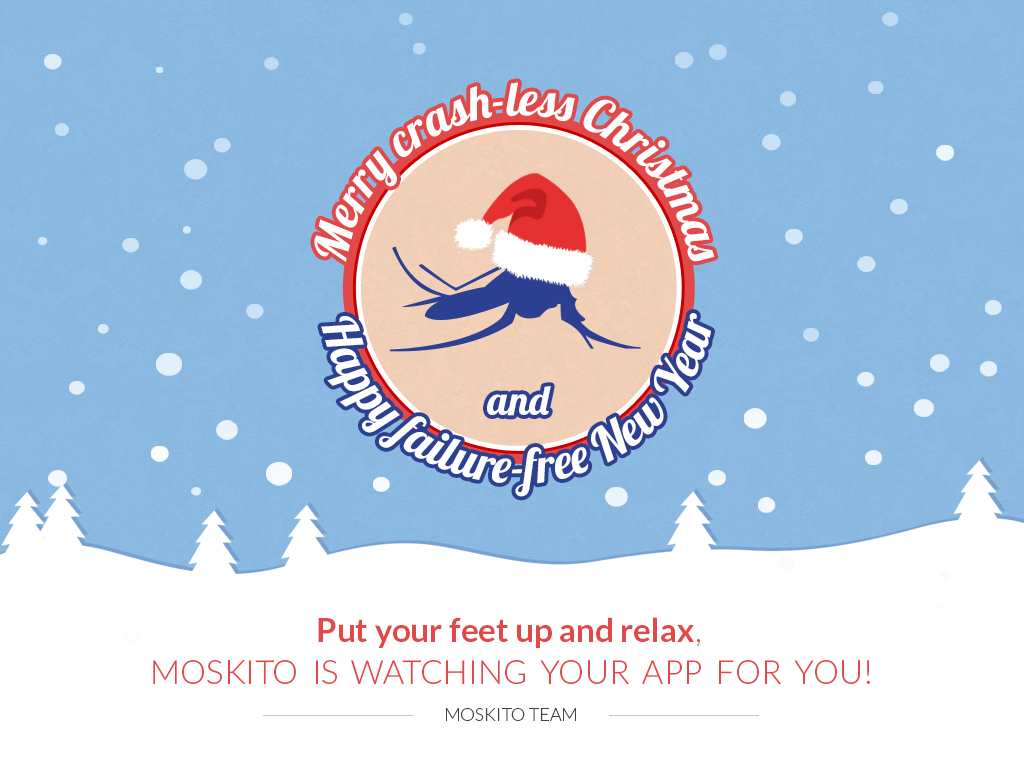 Merry crash-less Christmas
and
Happy failure-free New Year
Put your feet up and relax,
MOSKITO IS WATCHING YOUR APP FOR YOU!
MOSKITO TEAM